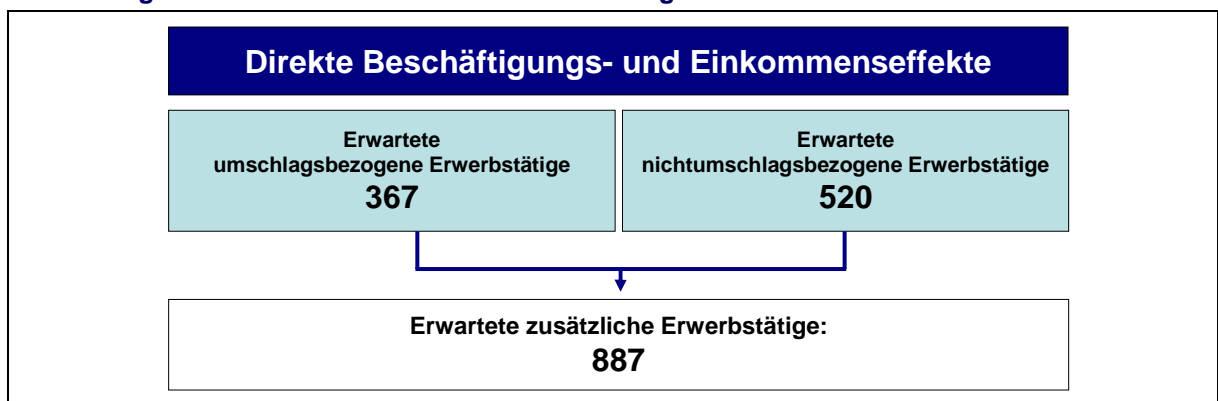 Direkte Beschäftigungs- und Einkommenseffekte
Erwartete
umschlagsbezogene Erwerbstätige
367
Erwartete
nichtumschlagsbezogene Erwerbstätige
520
Erwartete zusätzliche Erwerbstätige:
887